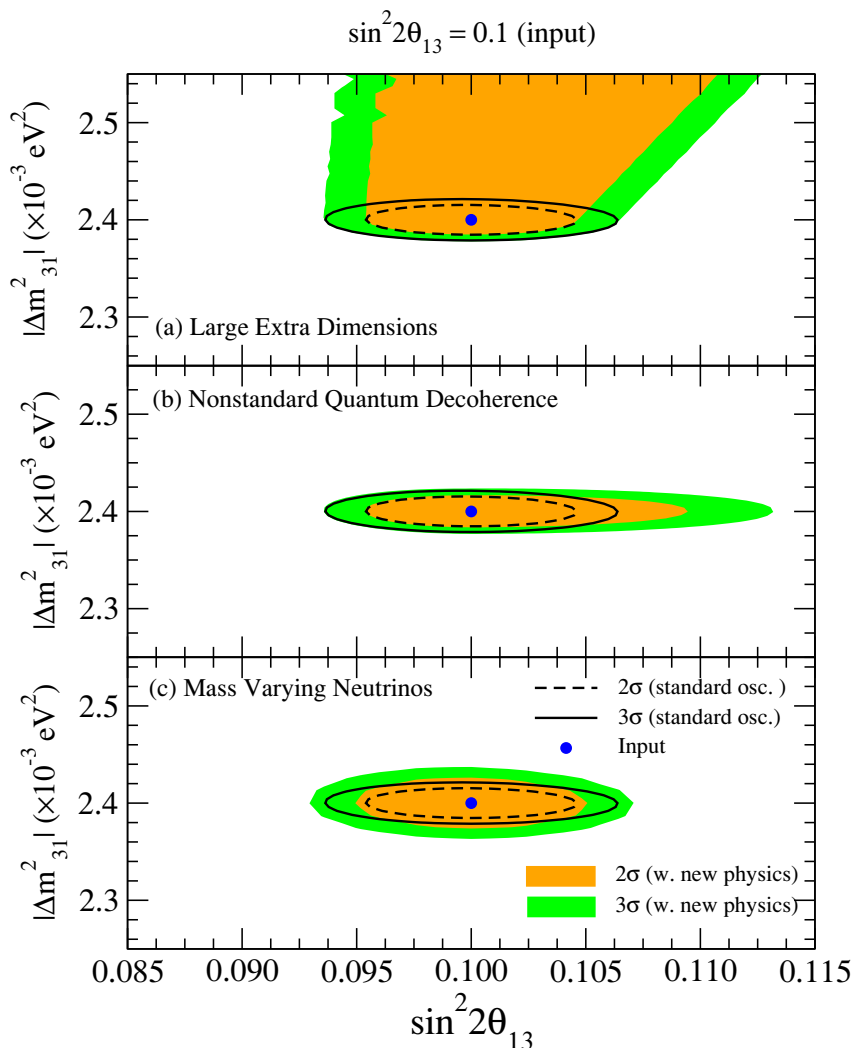 sin²2θ₁₃ = 0.1 (input)
2.5
2.4
2.3
|Δm²₃₁| (×10⁻³ eV²)
(a) Large Extra Dimensions
(b) Nonstandard Quantum Decoherence
2.5
2.4
2.3
|Δm²₃₁| (×10⁻³ eV²)
(c) Mass Varying Neutrinos
2σ (standard osc. )
3σ (standard osc.)
Input
2.5
2.4
2.3
|Δm²₃₁| (×10⁻³ eV²)
2σ (w. new physics)
3σ (w. new physics)
0.085 0.090 0.095 0.100 0.105 0.110 0.115
sin²2θ₁₃